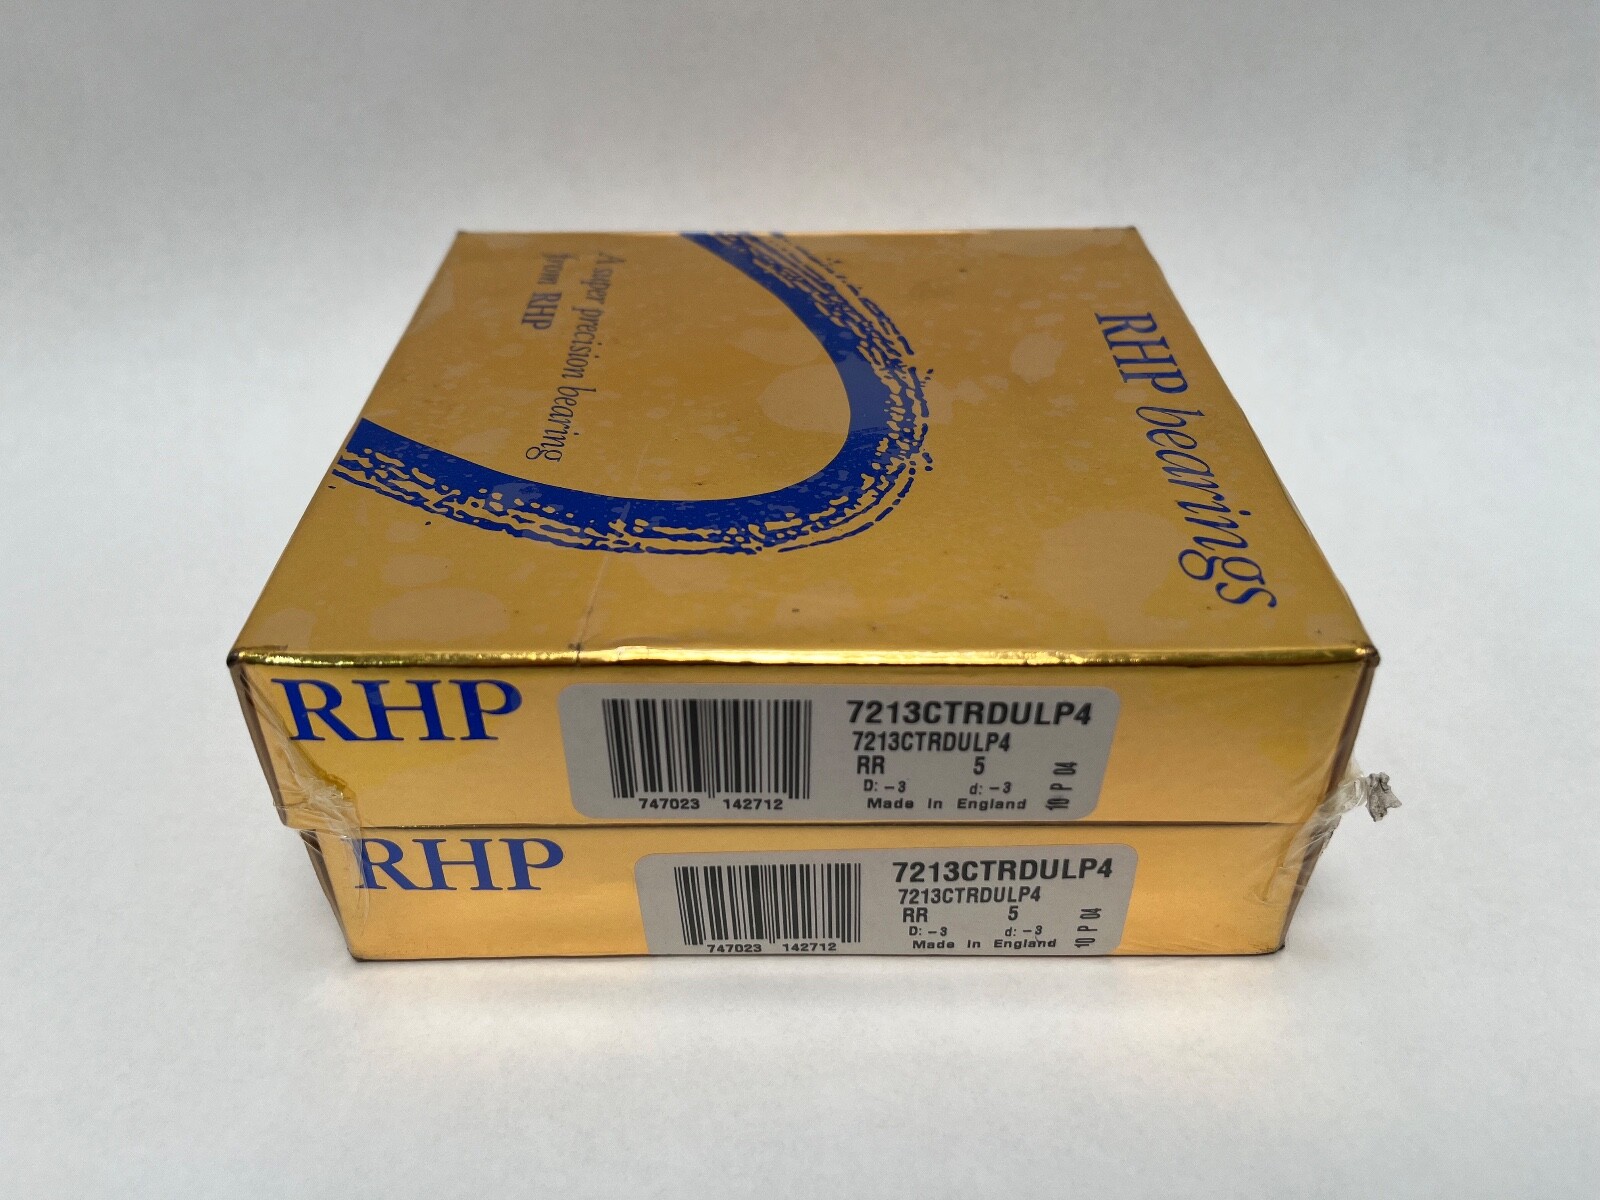 A super precision bearing
from RHP
RHP bearings
RHP
7213CTRDULP4
7213CTRDULP4
RR 5
D: -3 d: -3
Made in England
10 P 04
747023 142712
RHP
7213CTRDULP4
7213CTRDULP4
RR 5
D: -3 d: -3
Made in England
10 P 04
747023 142712